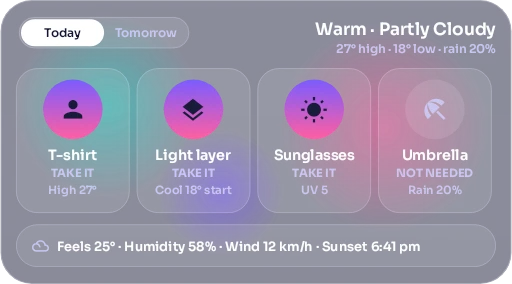 Today
Tomorrow
Warm · Partly Cloudy
27° high · 18° low · rain 20%
T-shirt
TAKE IT
High 27°
Light layer
TAKE IT
Cool 18° start
Sunglasses
TAKE IT
UV 5
Umbrella
NOT NEEDED
Rain 20%
Feels 25° · Humidity 58% · Wind 12 km/h · Sunset 6:41 pm